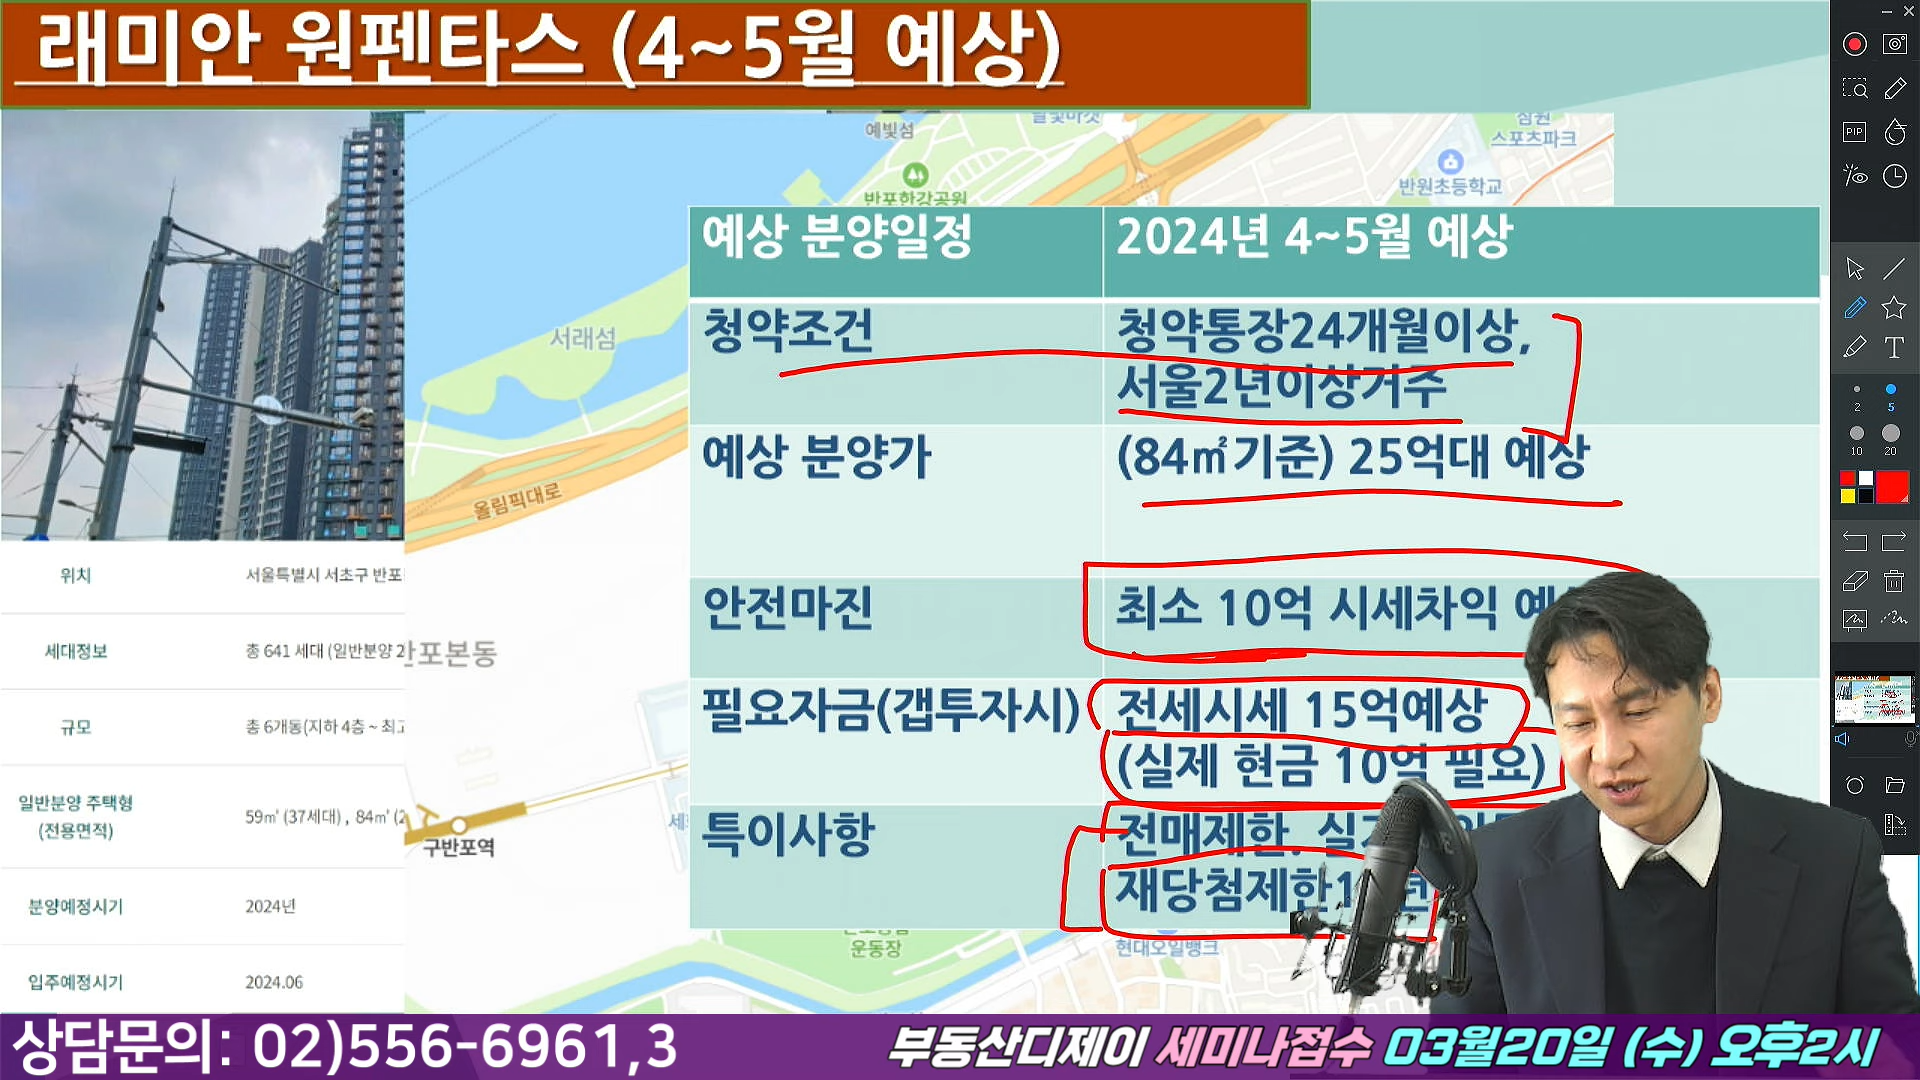 래미안 원펜타스 (4~5월 예상)
예빛섬
반포한강공원
스포츠파크
반원초등학교
서래섬
올림픽대로
반포본동
구반포역
운동장
현대오일뱅크
예상 분양일정
2024년 4~5월 예상
청약조건
청약통장24개월이상,
서울2년이상거주
예상 분양가
(84㎡기준) 25억대 예상
안전마진
최소 10억 시세차익
필요자금(갭투자시)
전세시세 15억예상
(실제 현금 10억 필요)
특이사항
전매제한,
재당첨제한
위치
서울특별시 서초구
세대정보
총 641 세대 (일반분양
규모
총 6개동(지하 4층 ~
일반분양 주택형
(전용면적)
59㎡ (37세대) , 84㎡
분양예정시기
2024년
입주예정시기
2024.06
PIP
T
2
5
10
20
상담문의: 02)556-6961,3
부동산디제이 세미나접수 03월20일 (수) 오후2시